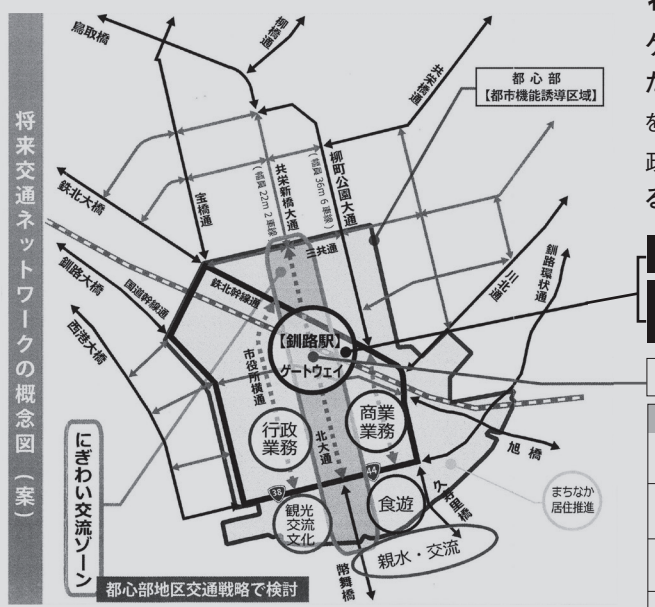 将来交通ネットワークの概念図（案）
鳥取橋
柳橋通
共栄橋通
都心部
【都市機能誘導区域】
鉄北大橋
宝橋通
共栄新橋大通
(幅員22m 2車線)
柳町公園大通
(幅員36m 6車線)
三共通
釧路大橋
国道幹線通
鉄北幹線通
川北通
釧路環状通
西港大橋
【釧路駅】
ゲートウェイ
市役所横通
行政
業務
北大通
商業
業務
旭橋
にぎわい交流ゾーン
38
44
観光
交流
文化
食遊
久寿里橋
まちなか
居住推進
親水・交流
幣舞橋
都心部地区交通戦略で検討